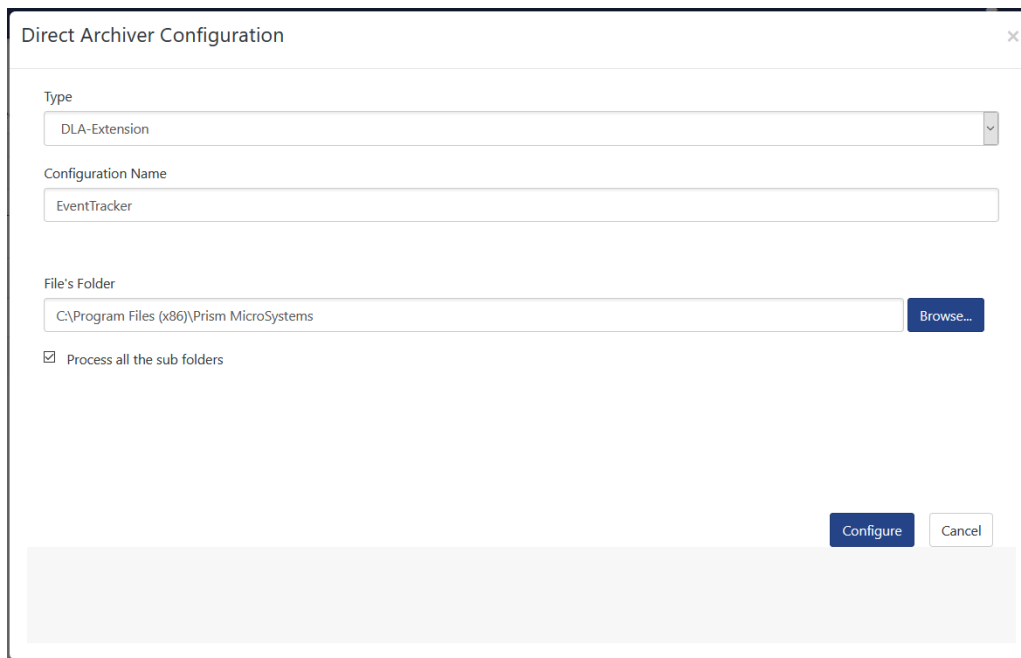 Direct Archiver Configuration
×
Type
DLA-Extension
Configuration Name
EventTracker
File's Folder
C:\Program Files (x86)\Prism MicroSystems
Browse...
Process all the sub folders
Configure
Cancel